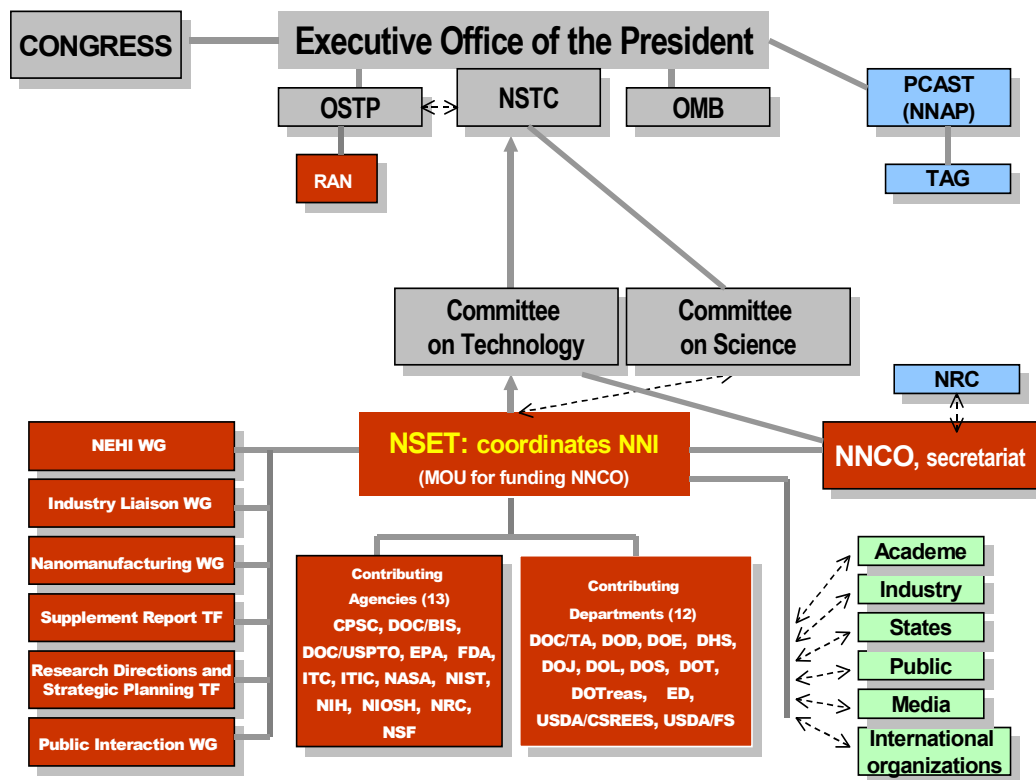 CONGRESS
Executive Office of the President
OSTP
NSTC
OMB
PCAST
(NNAP)
RAN
TAG
Committee
on Technology
Committee
on Science
NRC
NEHI WG
Industry Liaison WG
Nanomanufacturing WG
Supplement Report TF
Research Directions and
Strategic Planning TF
Public Interaction WG
NSET: coordinates NNI
(MOU for funding NNCO)
NNCO, secretariat
Contributing
Agencies (13)
CPSC, DOC/BIS,
DOC/USPTO, EPA, FDA,
ITC, ITIC, NASA, NIST,
NIH, NIOSH, NRC,
NSF
Contributing
Departments (12)
DOC/TA, DOD, DOE, DHS,
DOJ, DOL, DOS, DOT,
DOTreas, ED,
USDA/CSREES, USDA/FS
Academe
Industry
States
Public
Media
International
organizations